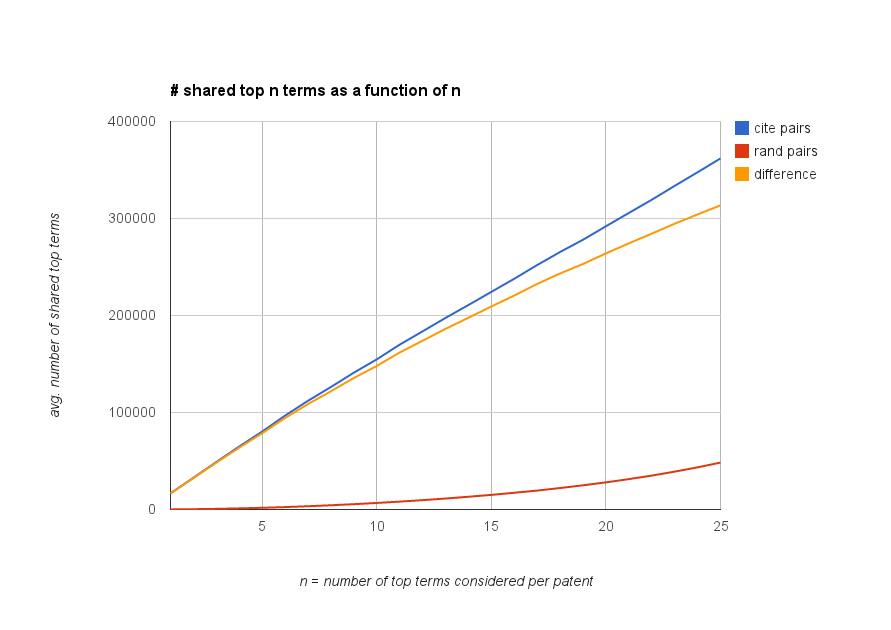 # shared top n terms as a function of n
400000
300000
200000
100000
0
avg. number of shared top terms
5
10
15
20
25
n = number of top terms considered per patent
cite pairs
rand pairs
difference